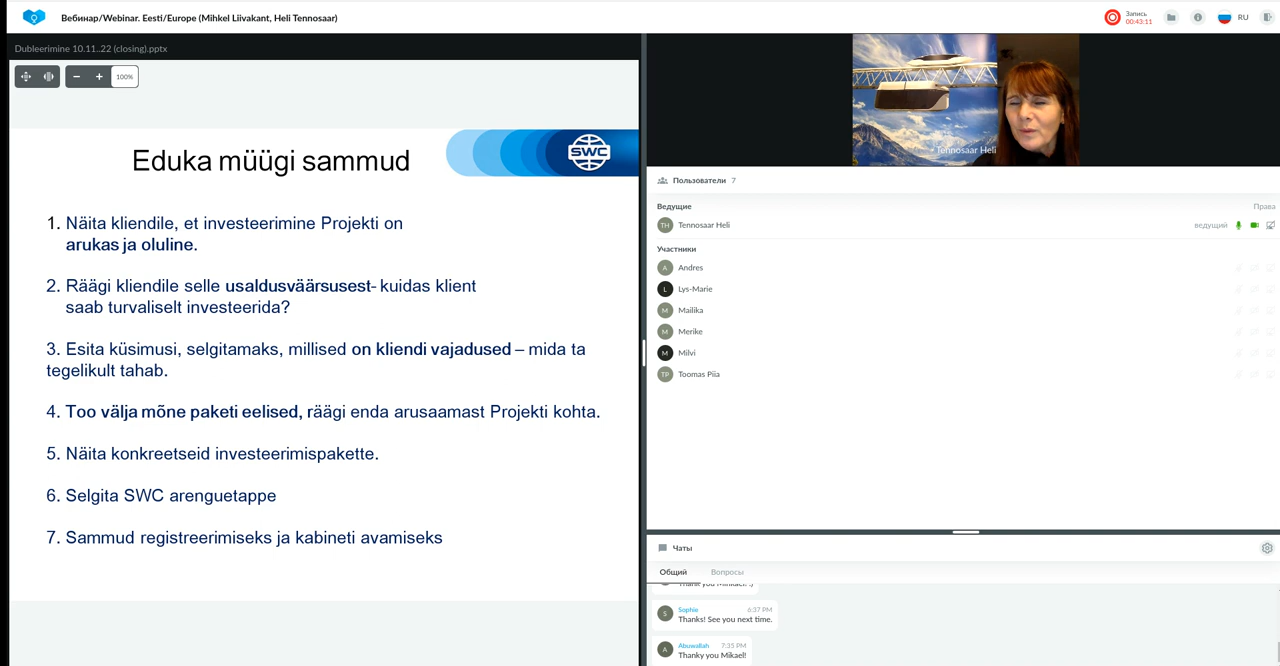 Вебинар/Webinar. Eesti/Europe (Mihkel Liivakant, Heli Tennosaar)
Запись
00:43:11
RU
Dubleerimine 10.11..22 (closing).pptx
100%
Eduka müügi sammud
SWC
1. Näita kliendile, et investeerimine Projekti on
arukas ja oluline.
2. Räägi kliendile selle usaldusväärsusest- kuidas klient
saab turvaliselt investeerida?
3. Esita küsimusi, selgitamaks, millised on kliendi vajadused – mida ta
tegelikult tahab.
4. Too välja mõne paketi eelised, räägi enda arusaamast Projekti kohta.
5. Näita konkreetseid investeerimispakette.
6. Selgita SWC arenguetappe
7. Sammud registreerimiseks ja kabineti avamiseks
Tennosaar Heli
Пользователи 7
Ведущие
Права
TH Tennosaar Heli
ведущий
Участники
A Andres
L Lys-Marie
M Mailika
M Merike
M Milvi
TP Toomas Piia
Чаты
Общий
Вопросы
Thank you Mihkael! :)
S Sophie 6:37 PM
Thanks! See you next time.
A Abuwallah 7:35 PM
Thanky you Mikael!